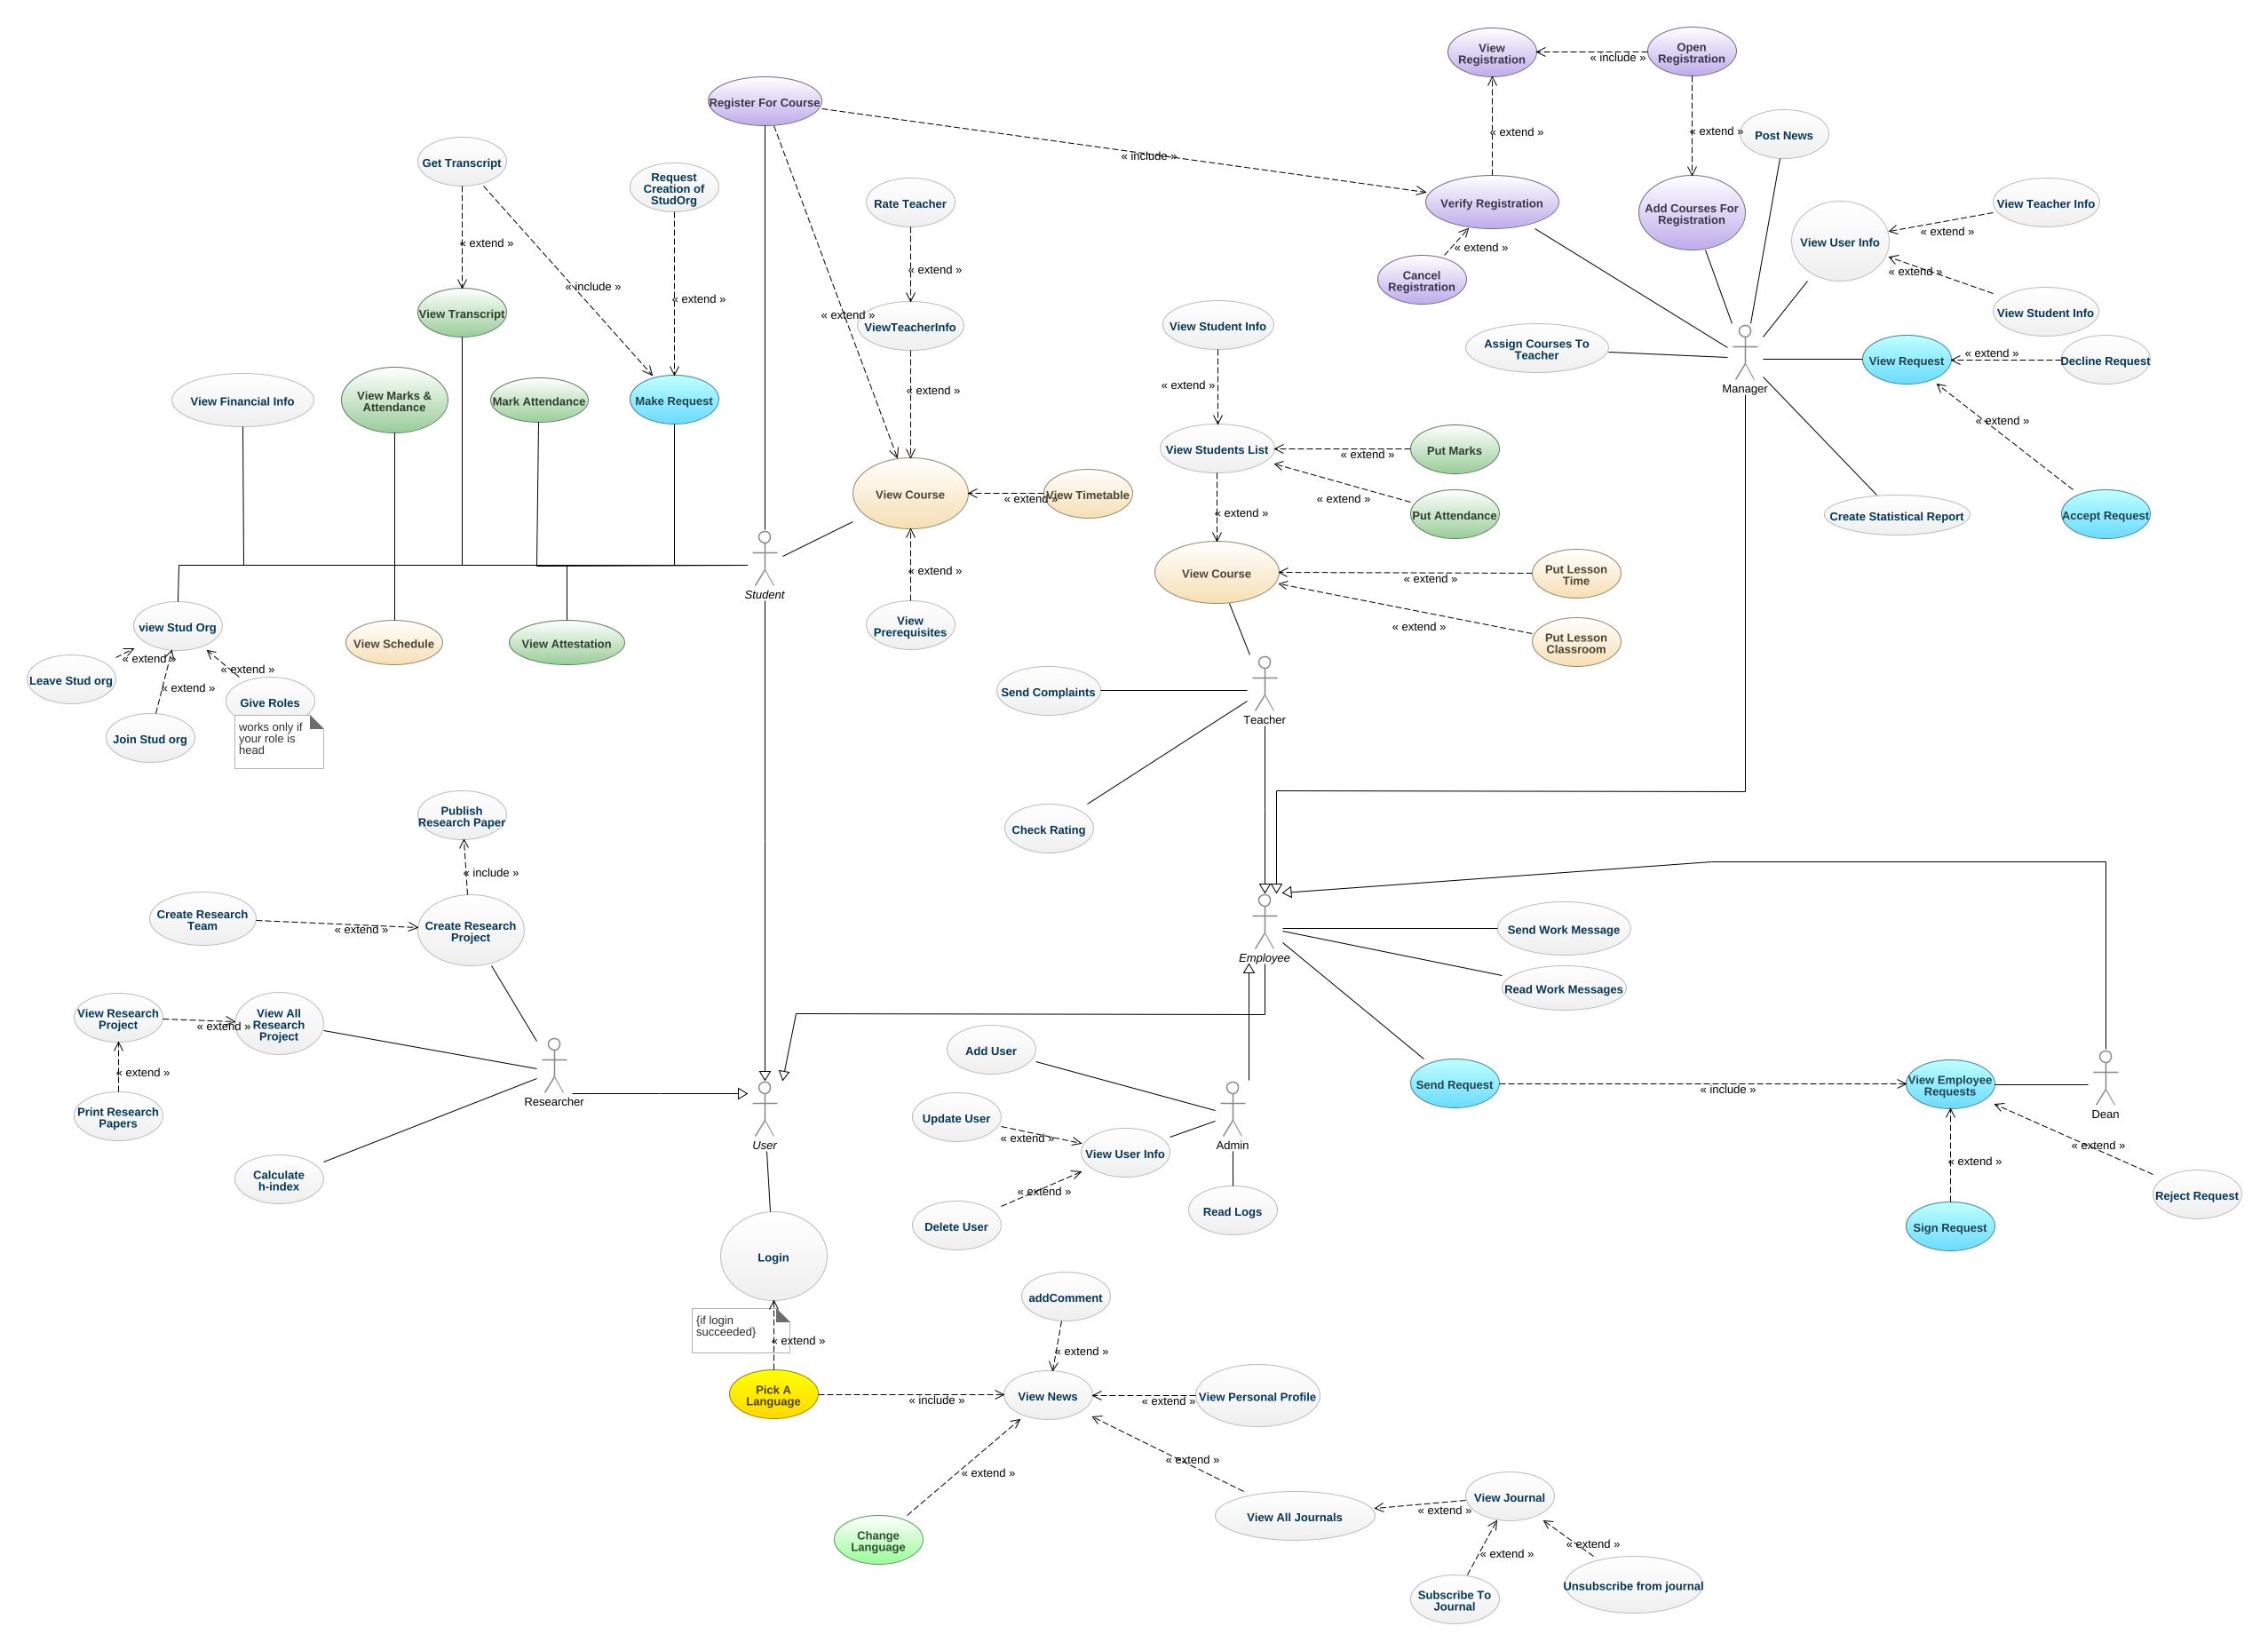 View
Registration
« include »
Open
Registration
Register For Course
« extend »
« extend »
Post News
Get Transcript
« include »
Request
Creation of
StudOrg
Rate Teacher
Verify Registration
Add Courses For
Registration
View Teacher Info
« extend »
View User Info
« extend »
« extend »
« extend »
« extend »
Cancel
Registration
« include »
« extend »
View Transcript
« extend »
ViewTeacherInfo
View Student Info
View Student Info
Assign Courses To
Teacher
View Request
« extend »
Decline Request
Manager
View Financial Info
View Marks &
Attendance
Mark Attendance
Make Request
« extend »
« extend »
« extend »
View Students List
« extend »
Put Marks
View Course
« extend »
View Timetable
« extend »
Put Attendance
« extend »
Create Statistical Report
Accept Request
« extend »
View Course
« extend »
Put Lesson
Time
Student
view Stud Org
« extend »
Put Lesson
Classroom
View
Prerequisites
View Schedule
View Attestation
Leave Stud org
« extend »
« extend »
« extend »
Give Roles
Join Stud org
works only if
your role is
head
Send Complaints
Teacher
Publish
Research Paper
Check Rating
« include »
Create Research
Team
« extend »
Create Research
Project
Send Work Message
Employee
Read Work Messages
View Research
Project
« extend »
View All
Research
Project
Add User
« extend »
Researcher
Print Research
Papers
User
Update User
« extend »
View User Info
Admin
Send Request
« include »
View Employee
Requests
Dean
« extend »
« extend »
Calculate
h-index
« extend »
Delete User
Read Logs
Reject Request
Sign Request
Login
addComment
{if login
succeeded}
« extend »
« extend »
Pick A
Language
« include »
View News
« extend »
View Personal Profile
« extend »
« extend »
Change
Language
View All Journals
« extend »
View Journal
« extend »
« extend »
Subscribe To
Journal
Unsubscribe from journal